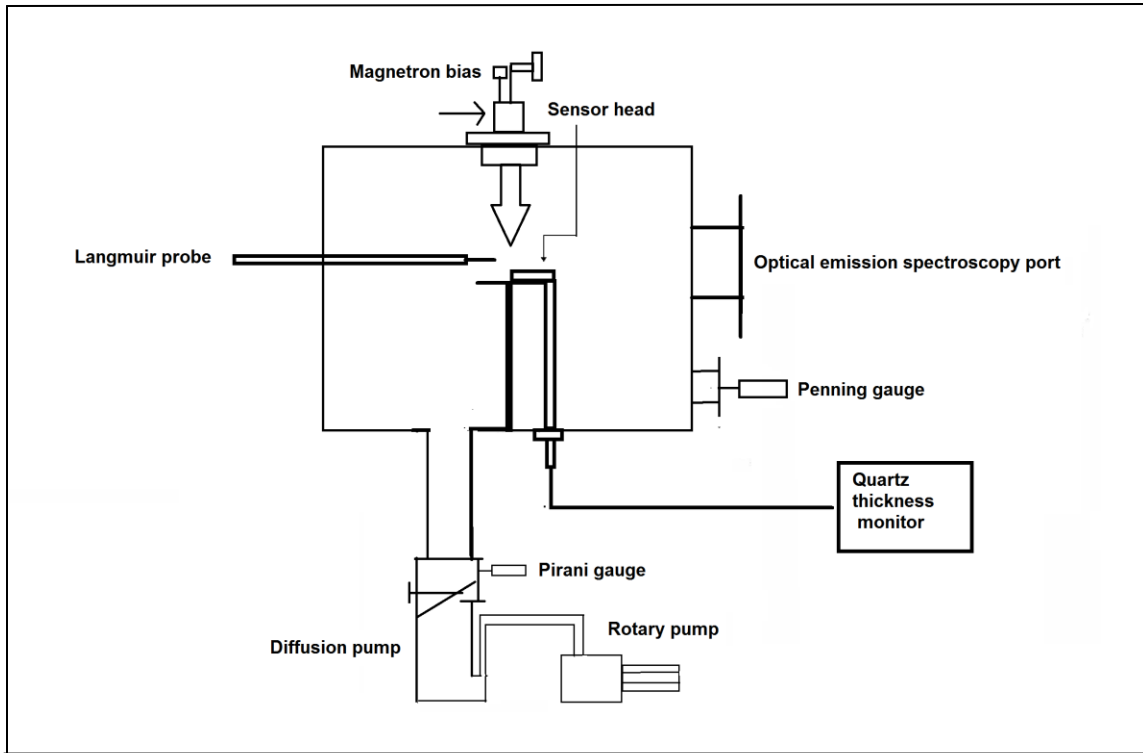 Magnetron bias
Sensor head
Langmuir probe
Optical emission spectroscopy port
Penning gauge
Quartz
thickness
monitor
Pirani gauge
Rotary pump
Diffusion pump